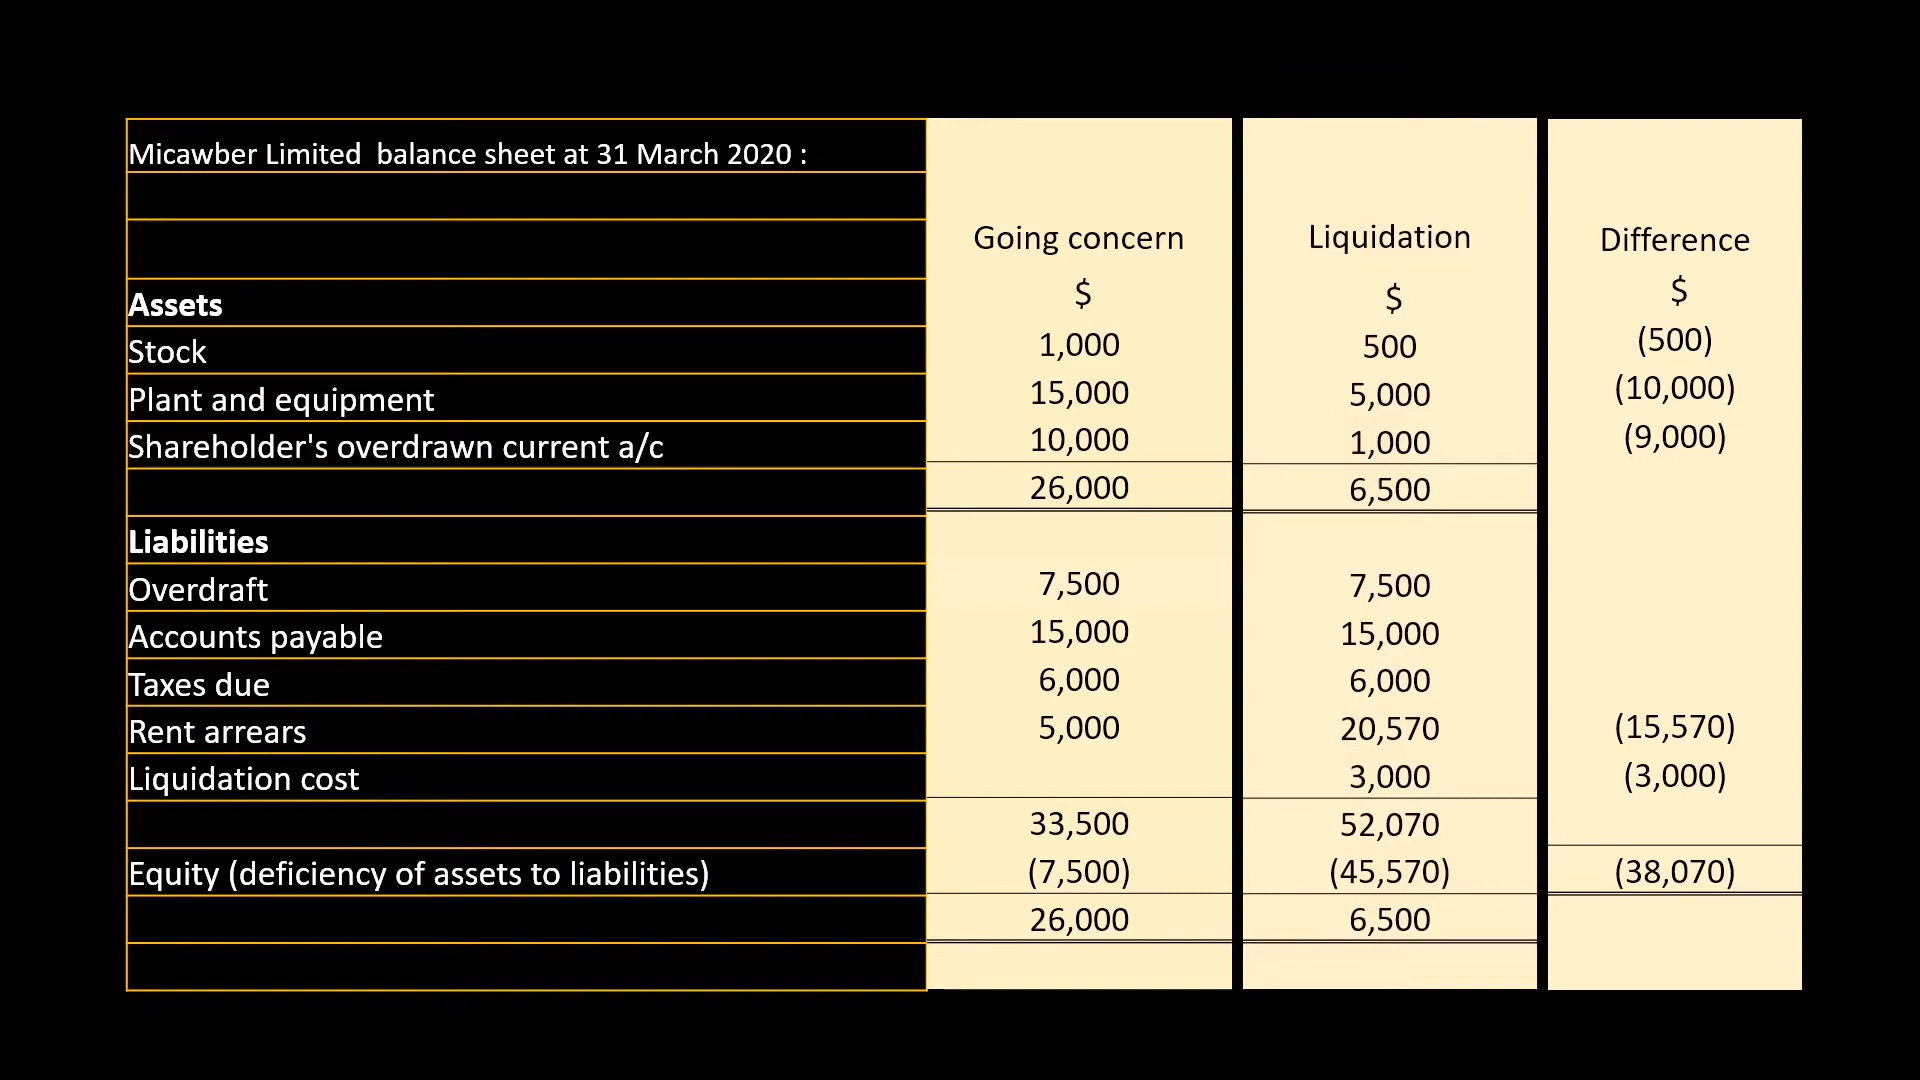 Micawber Limited balance sheet at 31 March 2020 :
Going concern Liquidation Difference
Assets $ $ $
Stock 1,000 500 (500)
Plant and equipment 15,000 5,000 (10,000)
Shareholder's overdrawn current a/c 10,000 1,000 (9,000)
26,000 6,500
Liabilities
Overdraft 7,500 7,500
Accounts payable 15,000 15,000
Taxes due 6,000 6,000
Rent arrears 5,000 20,570 (15,570)
Liquidation cost 3,000 (3,000)
33,500 52,070
Equity (deficiency of assets to liabilities) (7,500) (45,570) (38,070)
26,000 6,500